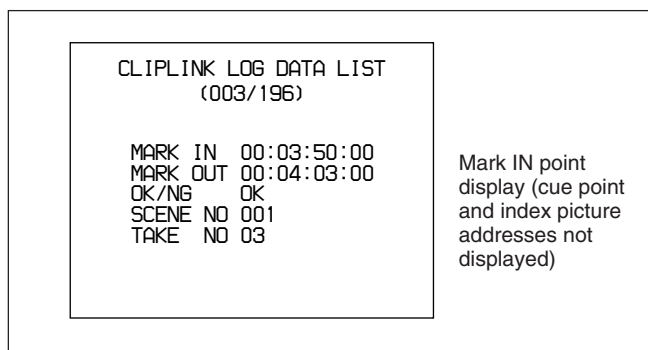 CLIPLINK LOG DATA LIST
(003/196)
MARK IN 00:03:50:00
MARK OUT 00:04:03:00
OK/NG OK
SCENE NO 001
TAKE NO 03
Mark IN point
display (cue point
and index picture
addresses not
displayed)